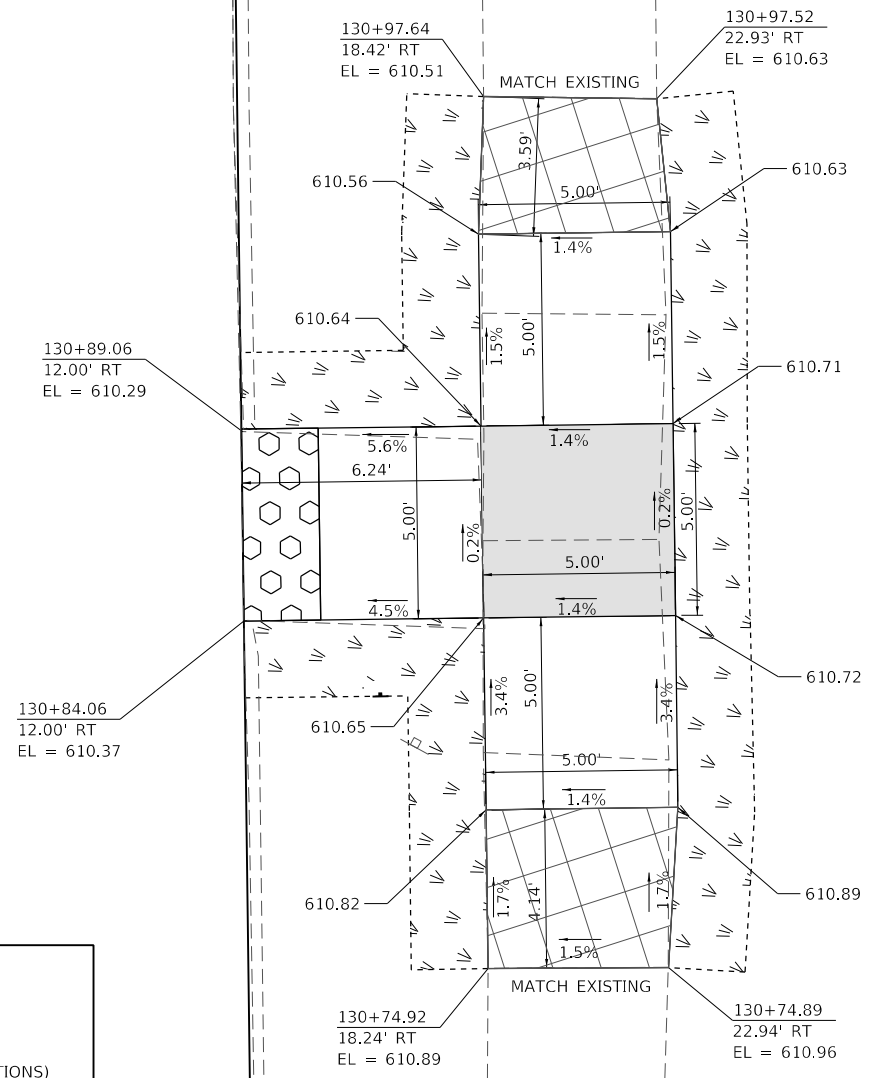 130+97.64
18.42' RT
EL = 610.51
130+97.52
22.93' RT
EL = 610.63
MATCH EXISTING
3.59'
610.56
5.00'
610.63
1.4%
610.64
1.5%
5.00'
1.5%
130+89.06
12.00' RT
EL = 610.29
610.71
5.6%
1.4%
6.24'
5.00'
0.2%
0.2%
5.00'
5.00'
4.5%
1.4%
610.72
130+84.06
12.00' RT
EL = 610.37
610.65
3.4%
5.00'
3.4%
5.00'
1.4%
610.82
1.7%
4.14'
1.7%
610.89
1.5%
MATCH EXISTING
130+74.92
18.24' RT
EL = 610.89
130+74.89
22.94' RT
EL = 610.96